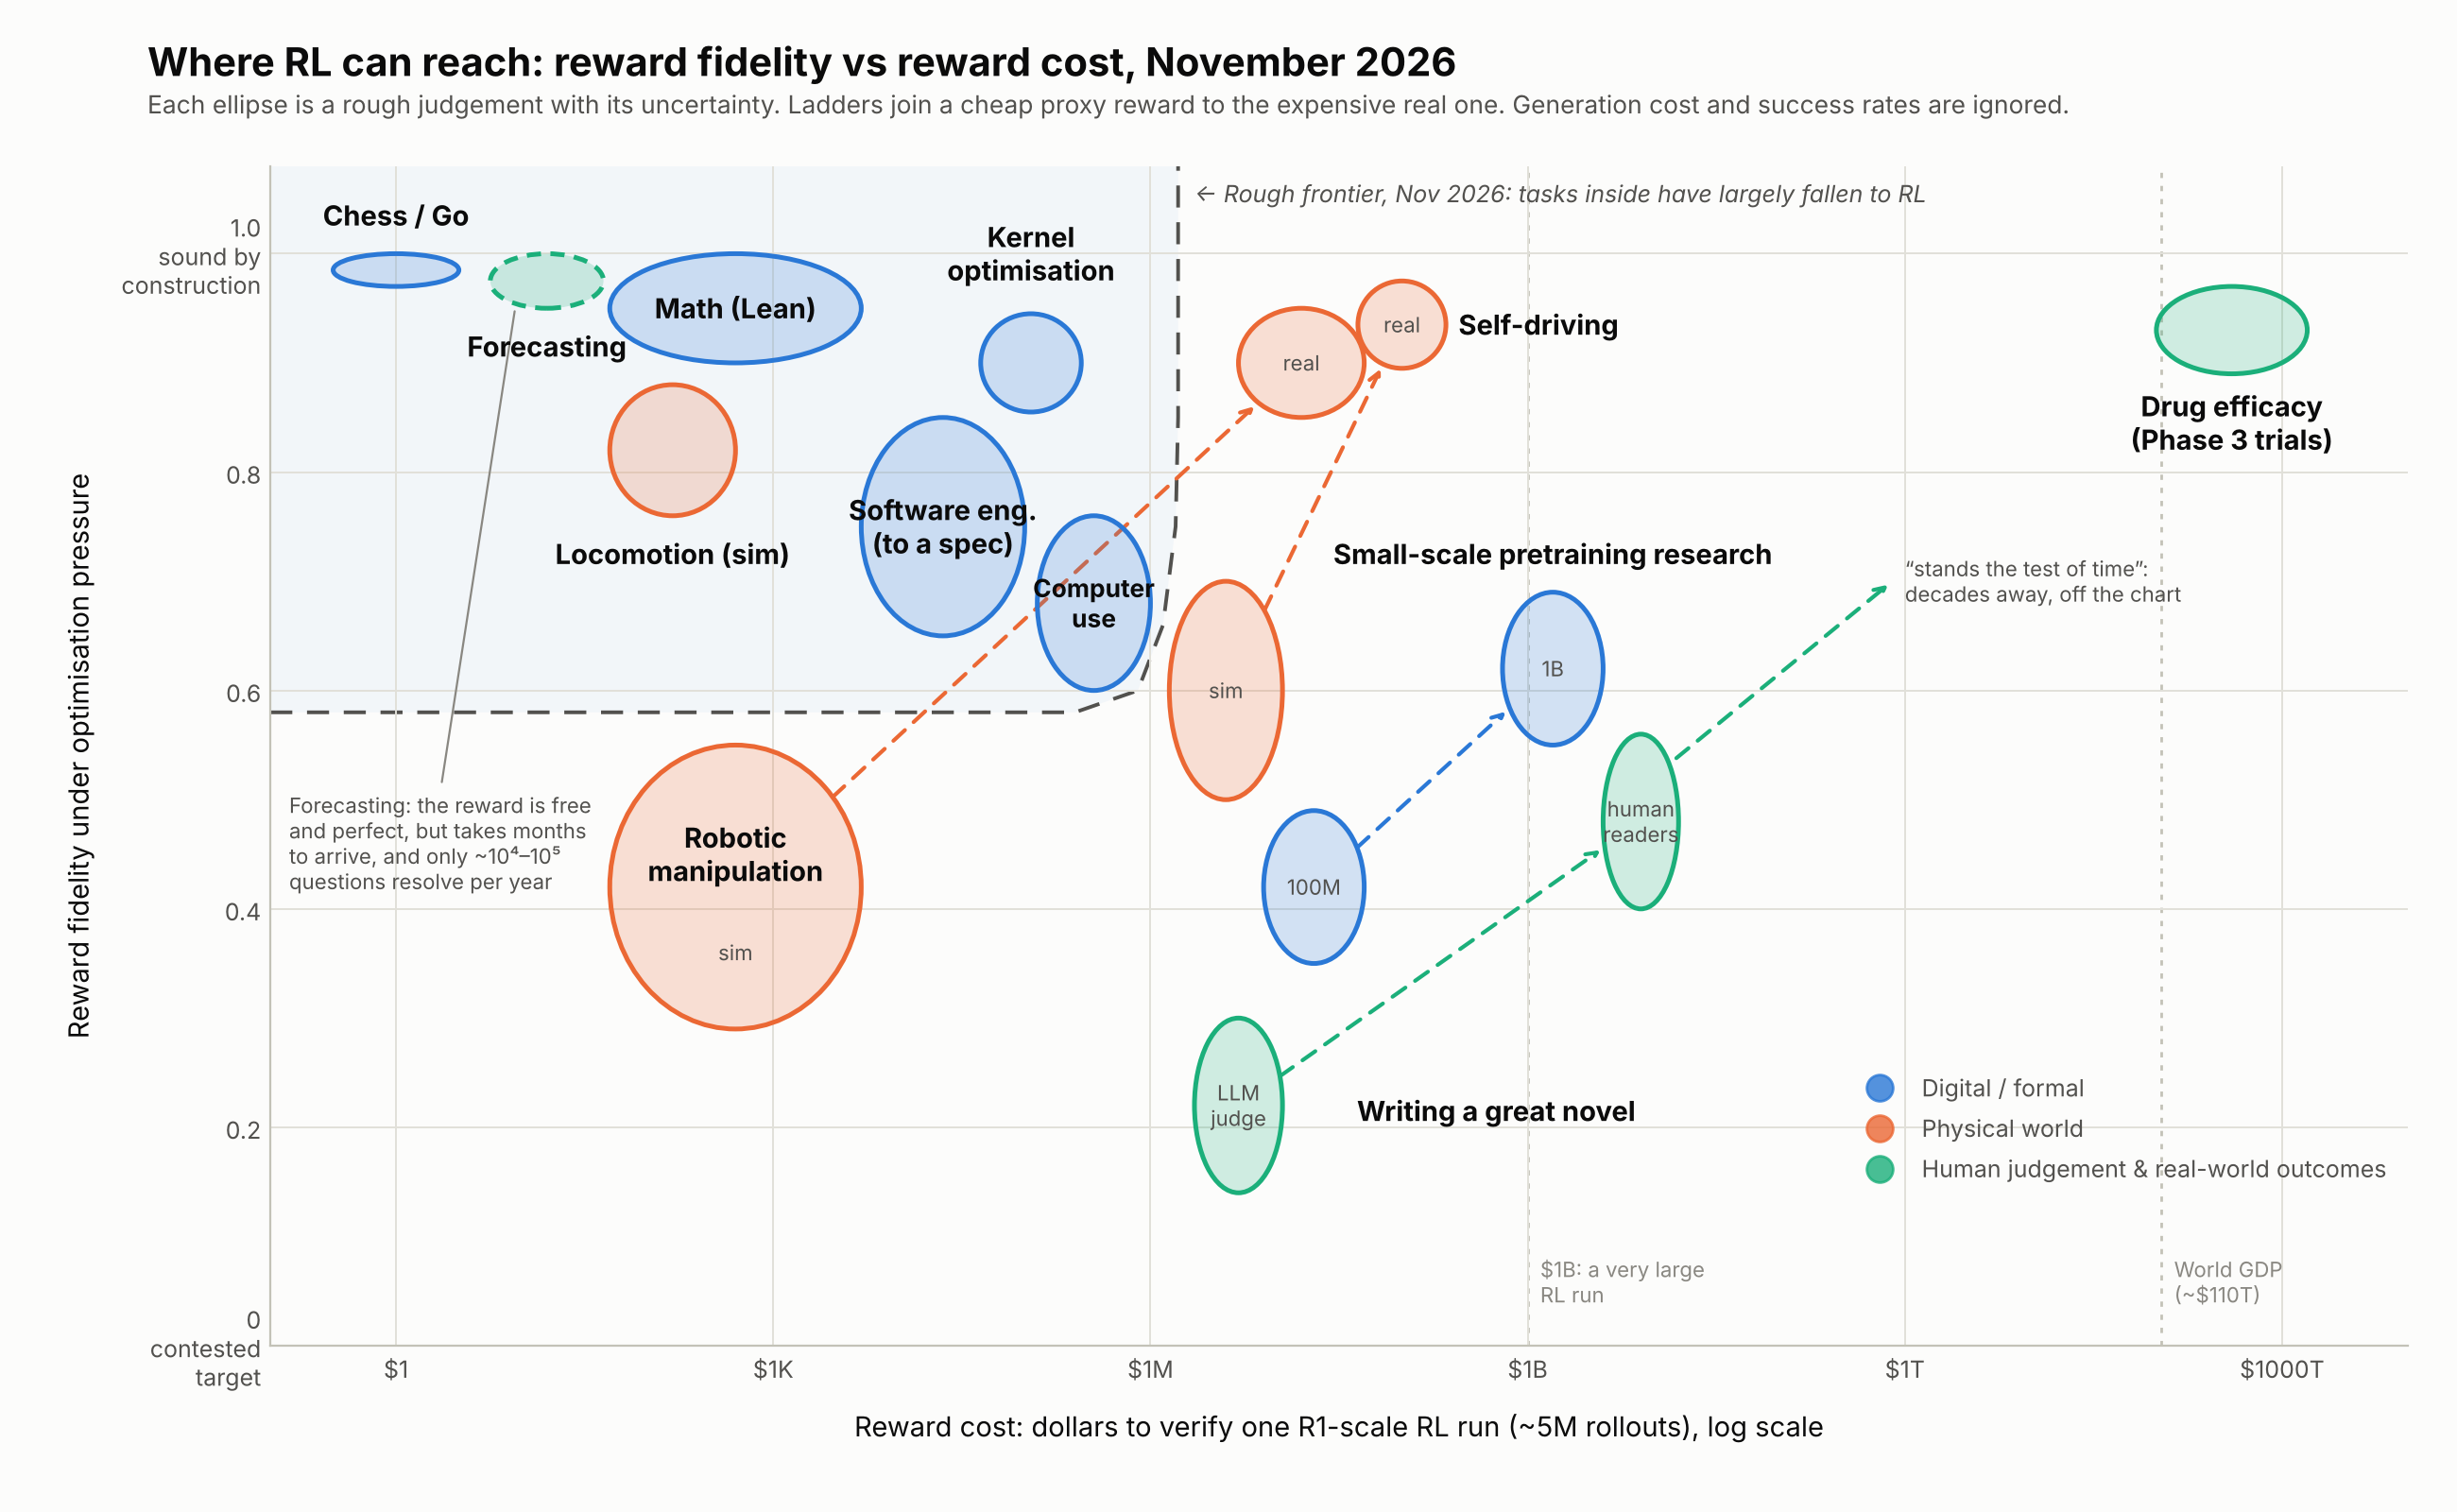 Where RL can reach: reward fidelity vs reward cost, November 2026
Each ellipse is a rough judgement with its uncertainty. Ladders join a cheap proxy reward to the expensive real one. Generation cost and success rates are ignored.
← Rough frontier, Nov 2026: tasks inside have largely fallen to RL
Chess / Go
Forecasting
Math (Lean)
Kernel
optimisation
Locomotion (sim)
Software eng.
(to a spec)
Computer
use
real
real
Self-driving
sim
Drug efficacy
(Phase 3 trials)
Small-scale pretraining research
1B
100M
“stands the test of time”:
decades away, off the chart
human
readers
LLM
judge
Writing a great novel
Robotic
manipulation
sim
Forecasting: the reward is free
and perfect, but takes months
to arrive, and only ~10⁴–10⁵
questions resolve per year
Digital / formal
Physical world
Human judgement & real-world outcomes
$1B: a very large
RL run
World GDP
(~$110T)
Reward fidelity under optimisation pressure
1.0
sound by
construction
0.8
0.6
0.4
0.2
0
contested
target
$1
$1K
$1M
$1B
$1T
$1000T
Reward cost: dollars to verify one R1-scale RL run (~5M rollouts), log scale